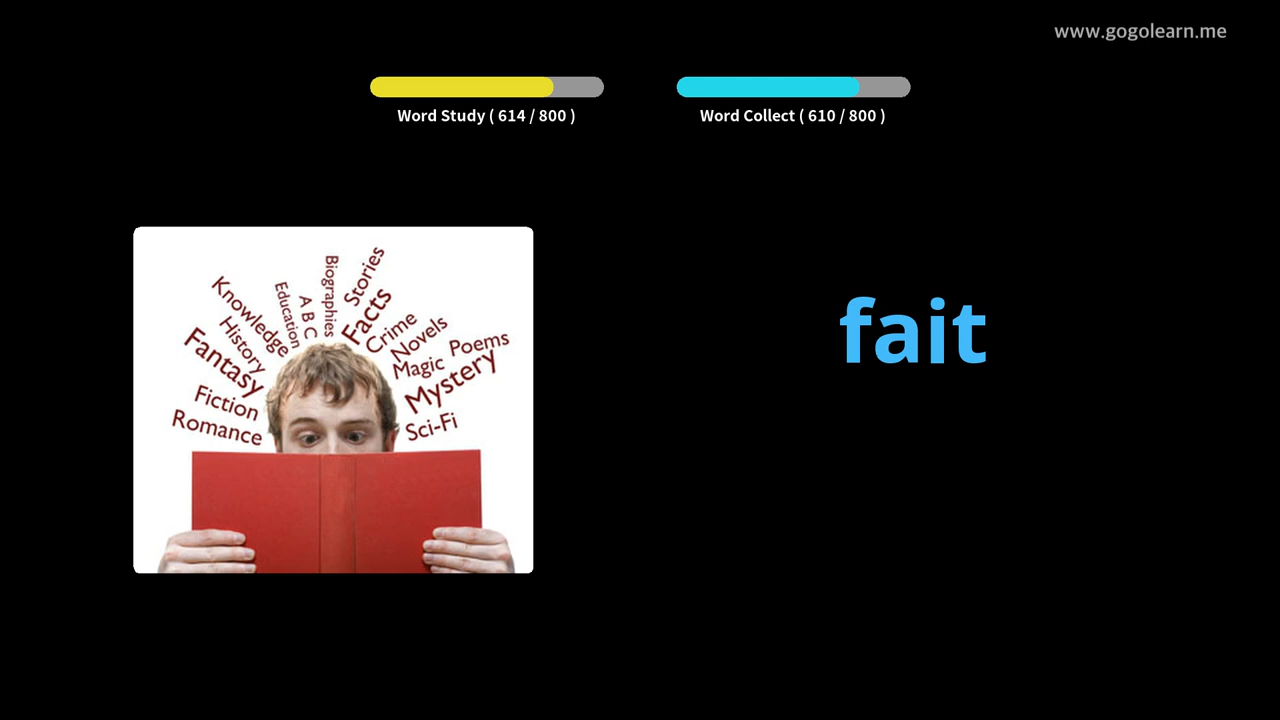 www.gogolearn.me
Word Study ( 614 / 800 )
Word Collect ( 610 / 800 )
fait
Biographies
Stories
Education
A B C
Facts
Knowledge
Crime
History
Novels
Poems
Fantasy
Magic
Mystery
Fiction
Romance
Sci-Fi